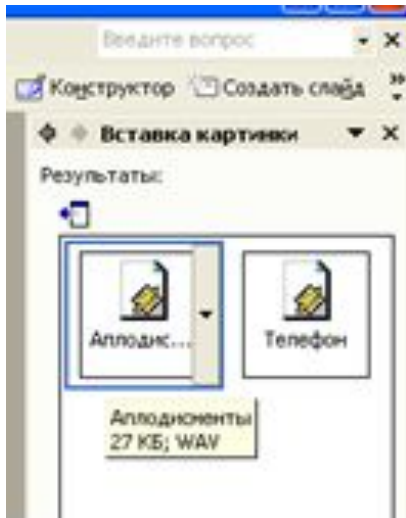 Введите вопрос
Конструктор Создать слайд
Вставка картинки
Результаты:
Аплодис... Телефон
Аплодисменты
27 КБ; WAV